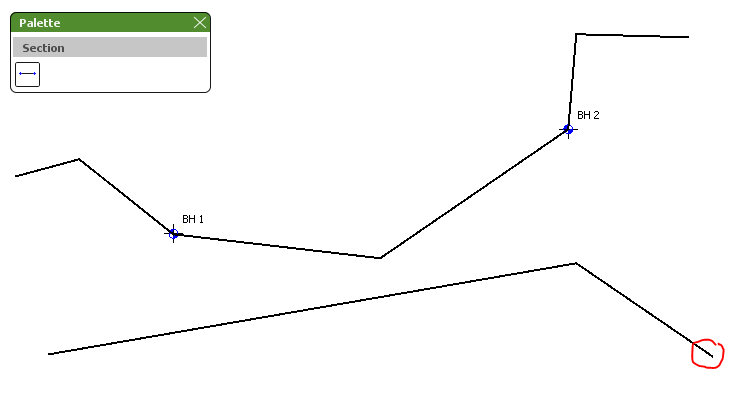 Palette
Section
BH 2
BH 1